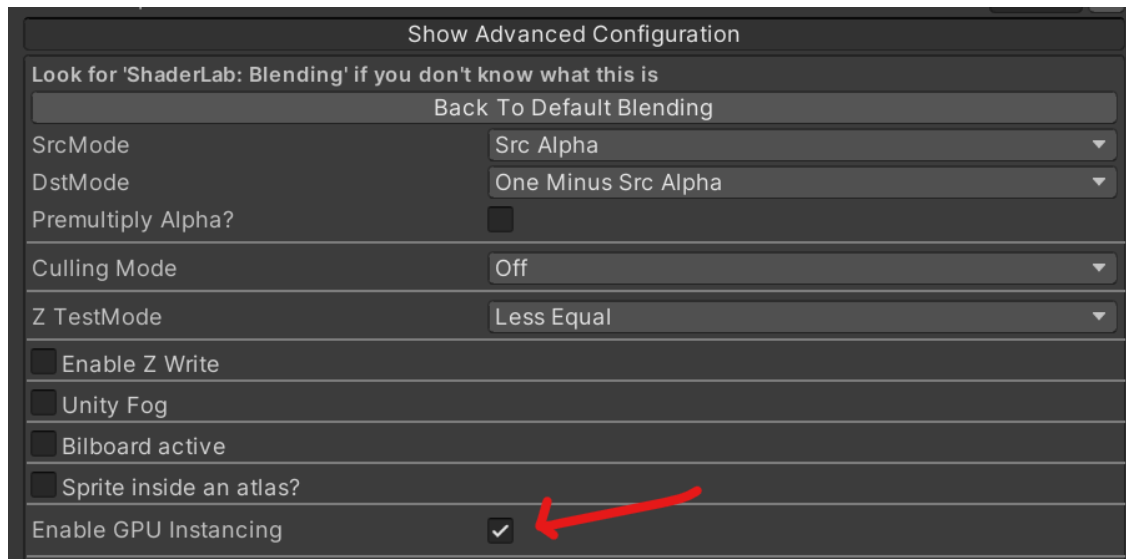 Show Advanced Configuration
Look for 'ShaderLab: Blending' if you don't know what this is
Back To Default Blending
SrcMode Src Alpha
DstMode One Minus Src Alpha
Premultiply Alpha?
Culling Mode Off
Z TestMode Less Equal
Enable Z Write
Unity Fog
Bilboard active
Sprite inside an atlas?
Enable GPU Instancing